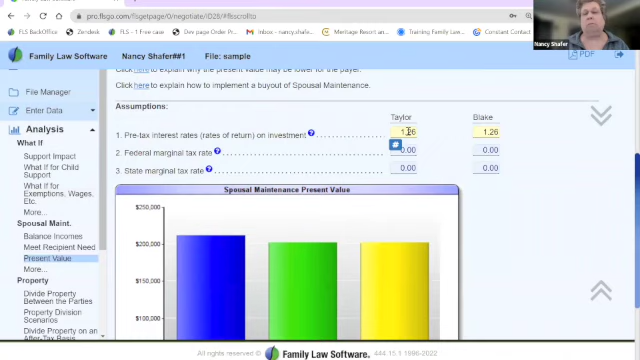 pro.flsgo.com/flsgetpage/0/negotiate/ID26/#flsscrollto
FLS BackOffice
FLS - 1 Free case
Dev page Order Pr
Inbox - nancy.shafer
Meritage Resort an
Training Family Law
Constant Contact
Nancy Shafer
Family Law Software
Nancy Shafer##1
File: sample
PDF
Click here to explain why the present value may be lower for the payer.
Click here to explain how to implement a buyout of Spousal Maintenance.
File Manager
Enter Data
Analysis
What If
Support Impact
What If for Child
Support
What If for
Exemptions, Wages,
Etc.
More...
Spousal Maint.
Balance Incomes
Meet Recipient Need
Present Value
More...
Property
Divide Property
Between the Parties
Property Division
Scenarios
Divide Property on an
After-Tax Basis
Assumptions:
Taylor
Blake
1. Pre-tax interest rates (rates of return) on investment
1.26
1.26
#
2. Federal marginal tax rate
0.00
0.00
3. State marginal tax rate
0.00
0.00
Spousal Maintenance Present Value
$250,000
$200,000
$150,000
$100,000
All rights reserved ©
Family Law Software
444.15.1 1996-2022